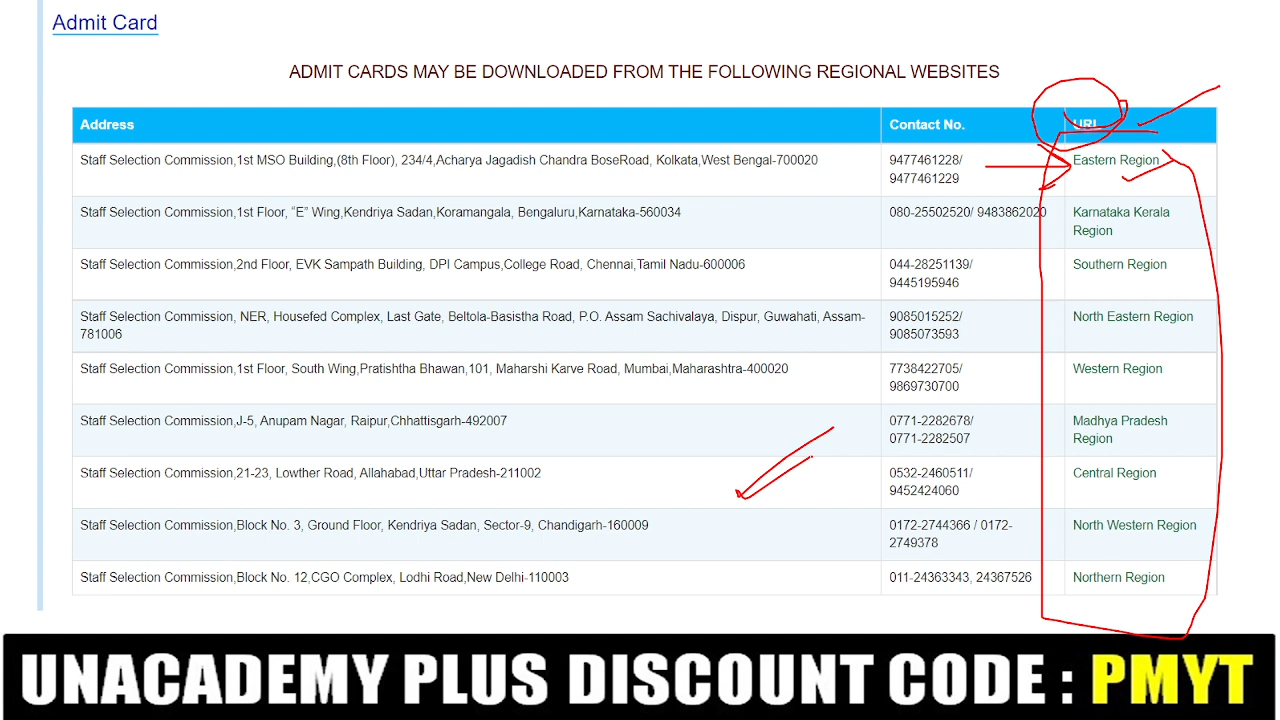 Admit Card
ADMIT CARDS MAY BE DOWNLOADED FROM THE FOLLOWING REGIONAL WEBSITES
Address Contact No. URL
Staff Selection Commission,1st MSO Building,(8th Floor), 234/4,Acharya Jagadish Chandra BoseRoad, Kolkata,West Bengal-700020 9477461228/ Eastern Region
9477461229
Staff Selection Commission,1st Floor, “E” Wing,Kendriya Sadan,Koramangala, Bengaluru,Karnataka-560034 080-25502520/ 9483862020 Karnataka Kerala
Region
Staff Selection Commission,2nd Floor, EVK Sampath Building, DPI Campus,College Road, Chennai,Tamil Nadu-600006 044-28251139/ Southern Region
9445195946
Staff Selection Commission, NER, Housefed Complex, Last Gate, Beltola-Basistha Road, P.O. Assam Sachivalaya, Dispur, Guwahati, Assam- 9085015252/ North Eastern Region
781006 9085073593
Staff Selection Commission,1st Floor, South Wing,Pratishtha Bhawan,101, Maharshi Karve Road, Mumbai,Maharashtra-400020 7738422705/ Western Region
9869730700
Staff Selection Commission,J-5, Anupam Nagar, Raipur,Chhattisgarh-492007 0771-2282678/ Madhya Pradesh
0771-2282507 Region
Staff Selection Commission,21-23, Lowther Road, Allahabad,Uttar Pradesh-211002 0532-2460511/ Central Region
9452424060
Staff Selection Commission,Block No. 3, Ground Floor, Kendriya Sadan, Sector-9, Chandigarh-160009 0172-2744366 / 0172- North Western Region
2749378
Staff Selection Commission,Block No. 12,CGO Complex, Lodhi Road,New Delhi-110003 011-24363343, 24367526 Northern Region
UNACADEMY PLUS DISCOUNT CODE : PMYT